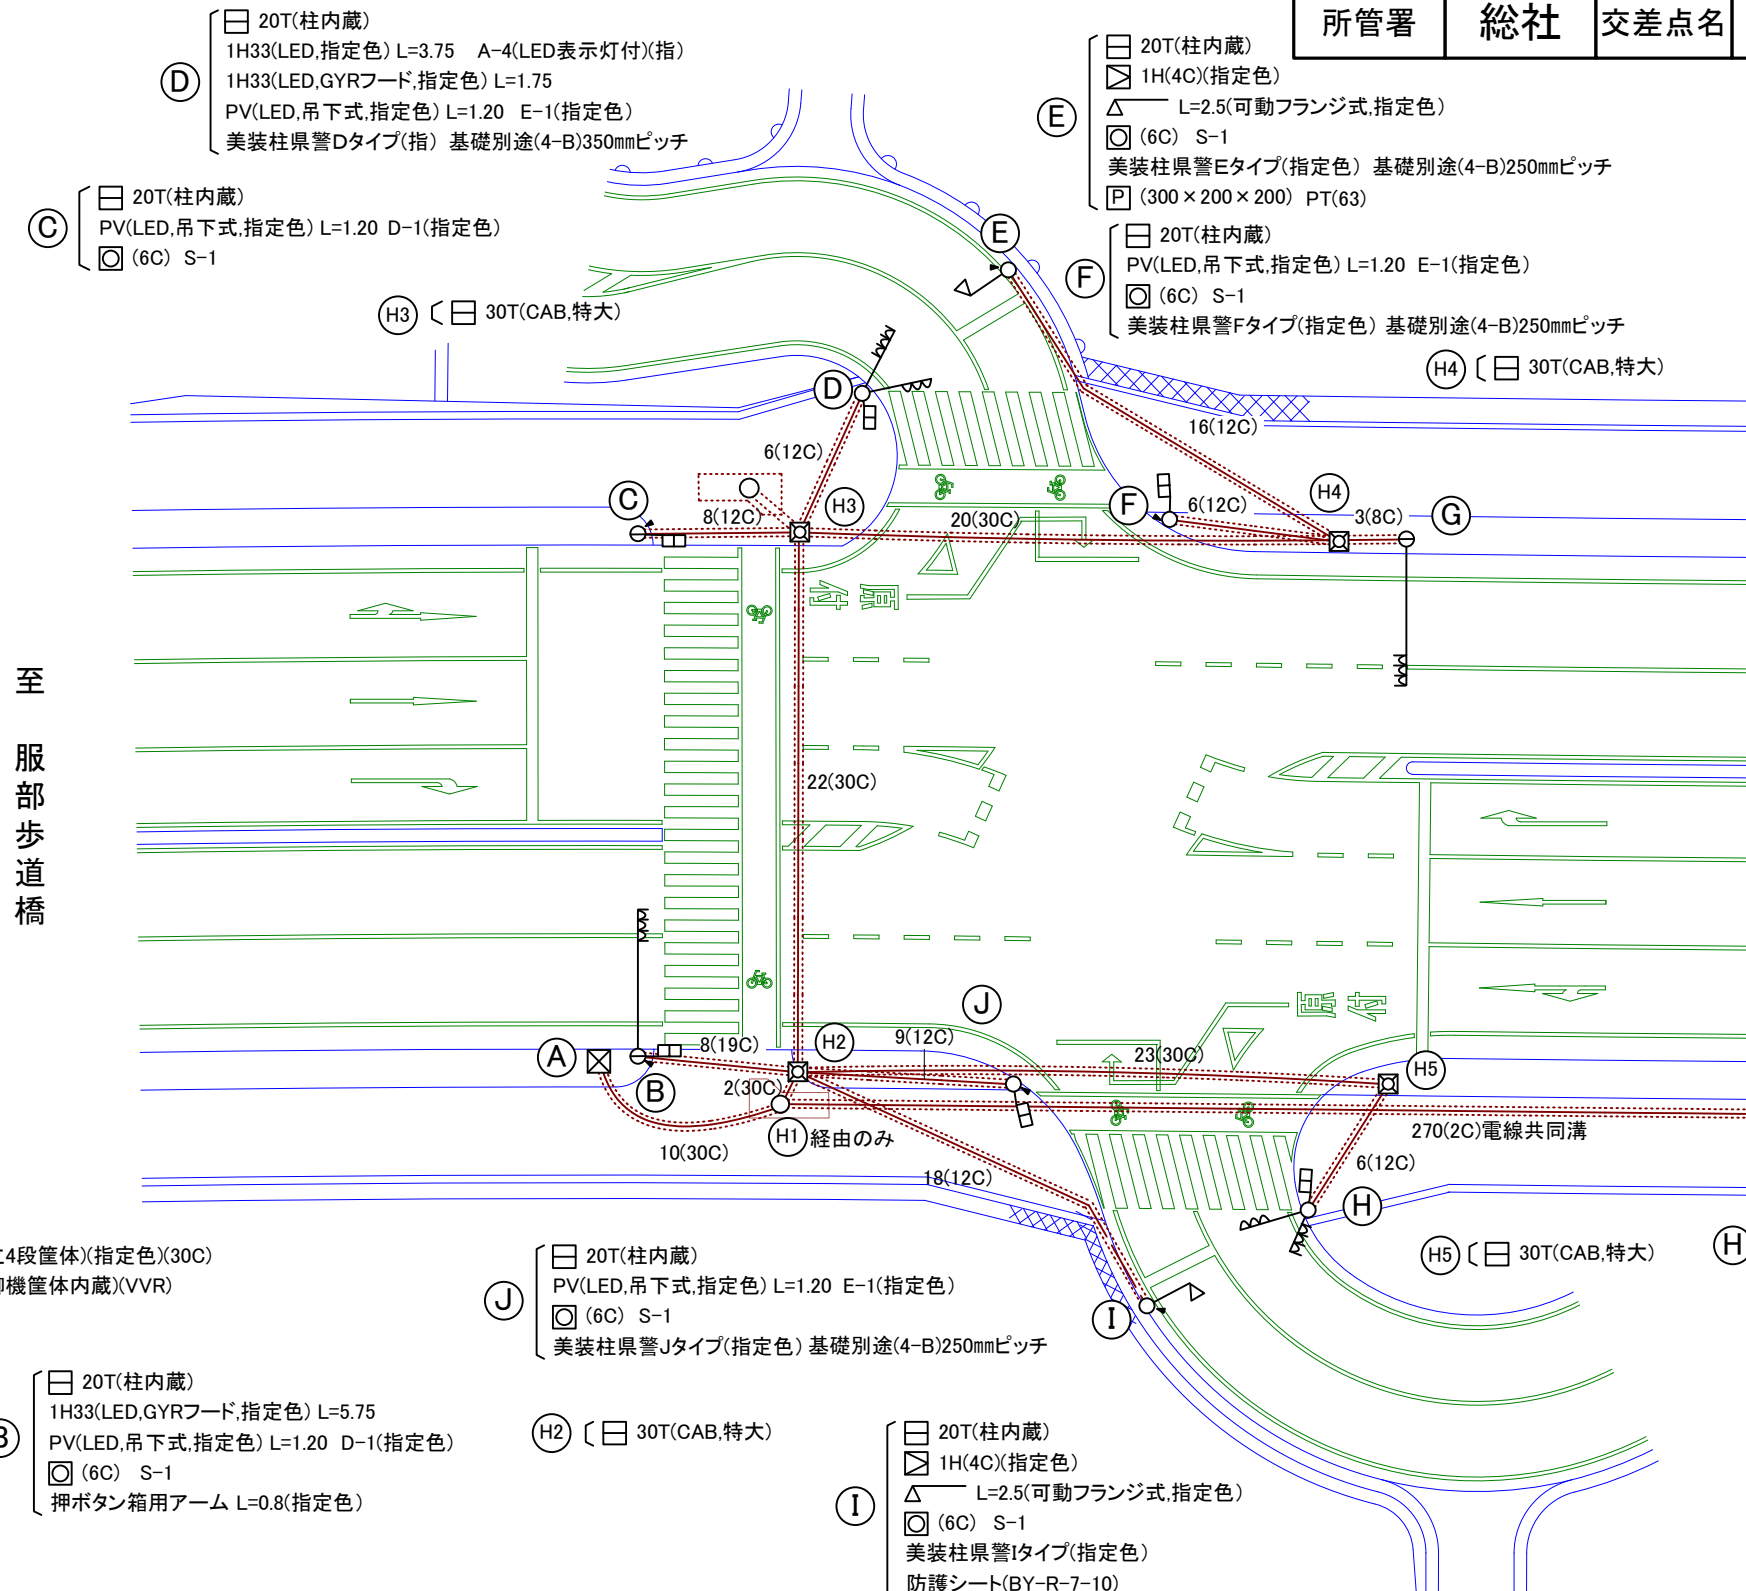 所管署 総社 交差点名
D
20T(柱内蔵)
1H33(LED,指定色) L=3.75 A-4(LED表示灯付)(指)
1H33(LED,GYRフード,指定色) L=1.75
PV(LED,吊下式,指定色) L=1.20 E-1(指定色)
美装柱県警Dタイプ(指) 基礎別途(4-B)350㎜ピッチ
E
20T(柱内蔵)
1H(4C)(指定色)
L=2.5(可動フランジ式,指定色)
(6C) S-1
美装柱県警Eタイプ(指定色) 基礎別途(4-B)250㎜ピッチ
P (300×200×200) PT(63)
C
20T(柱内蔵)
PV(LED,吊下式,指定色) L=1.20 D-1(指定色)
(6C) S-1
F
20T(柱内蔵)
PV(LED,吊下式,指定色) L=1.20 E-1(指定色)
(6C) S-1
美装柱県警Fタイプ(指定色) 基礎別途(4-B)250㎜ピッチ
H3 30T(CAB,特大)
H4 30T(CAB,特大)
E
D
16(12C)
6(12C)
C
8(12C)
H3
20(30C)
F
6(12C)
H4
3(8C)
G
原付
至 服部歩道橋
22(30C)
原付
J
A
B
8(19C)
H2
9(12C)
23(30C)
H5
2(30C)
H1 経由のみ
10(30C)
18(12C)
270(2C)電線共同溝
6(12C)
H
I
4段筐体)(指定色)(30C)
機筐体内蔵)(VVR)
J
20T(柱内蔵)
PV(LED,吊下式,指定色) L=1.20 E-1(指定色)
(6C) S-1
美装柱県警Jタイプ(指定色) 基礎別途(4-B)250㎜ピッチ
H5 30T(CAB,特大)
H
B
20T(柱内蔵)
1H33(LED,GYRフード,指定色) L=5.75
PV(LED,吊下式,指定色) L=1.20 D-1(指定色)
(6C) S-1
押ボタン箱用アーム L=0.8(指定色)
H2 30T(CAB,特大)
I
20T(柱内蔵)
1H(4C)(指定色)
L=2.5(可動フランジ式,指定色)
(6C) S-1
美装柱県警Iタイプ(指定色)
防護シート(BY-R-7-10)